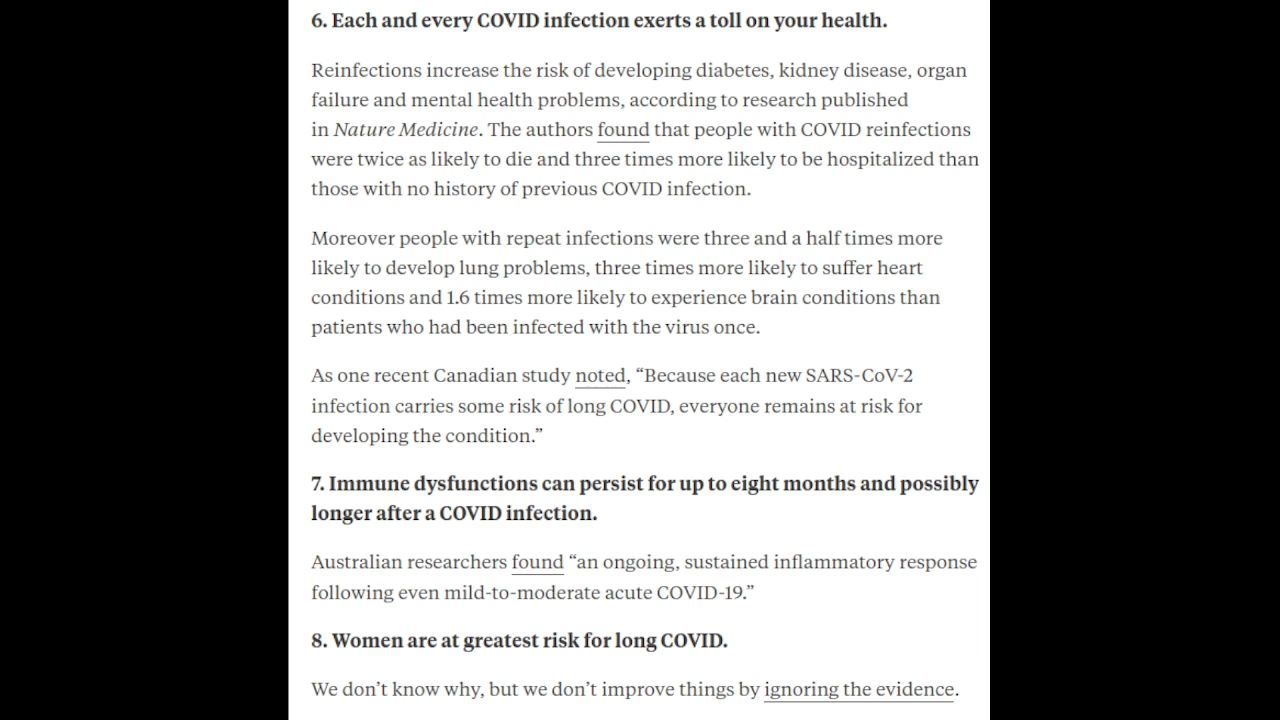 6. Each and every COVID infection exerts a toll on your health.
Reinfections increase the risk of developing diabetes, kidney disease, organ
failure and mental health problems, according to research published
in Nature Medicine. The authors found that people with COVID reinfections
were twice as likely to die and three times more likely to be hospitalized than
those with no history of previous COVID infection.
Moreover people with repeat infections were three and a half times more
likely to develop lung problems, three times more likely to suffer heart
conditions and 1.6 times more likely to experience brain conditions than
patients who had been infected with the virus once.
As one recent Canadian study noted, “Because each new SARS-CoV-2
infection carries some risk of long COVID, everyone remains at risk for
developing the condition.”
7. Immune dysfunctions can persist for up to eight months and possibly
longer after a COVID infection.
Australian researchers found “an ongoing, sustained inflammatory response
following even mild-to-moderate acute COVID-19.”
8. Women are at greatest risk for long COVID.
We don’t know why, but we don’t improve things by ignoring the evidence.